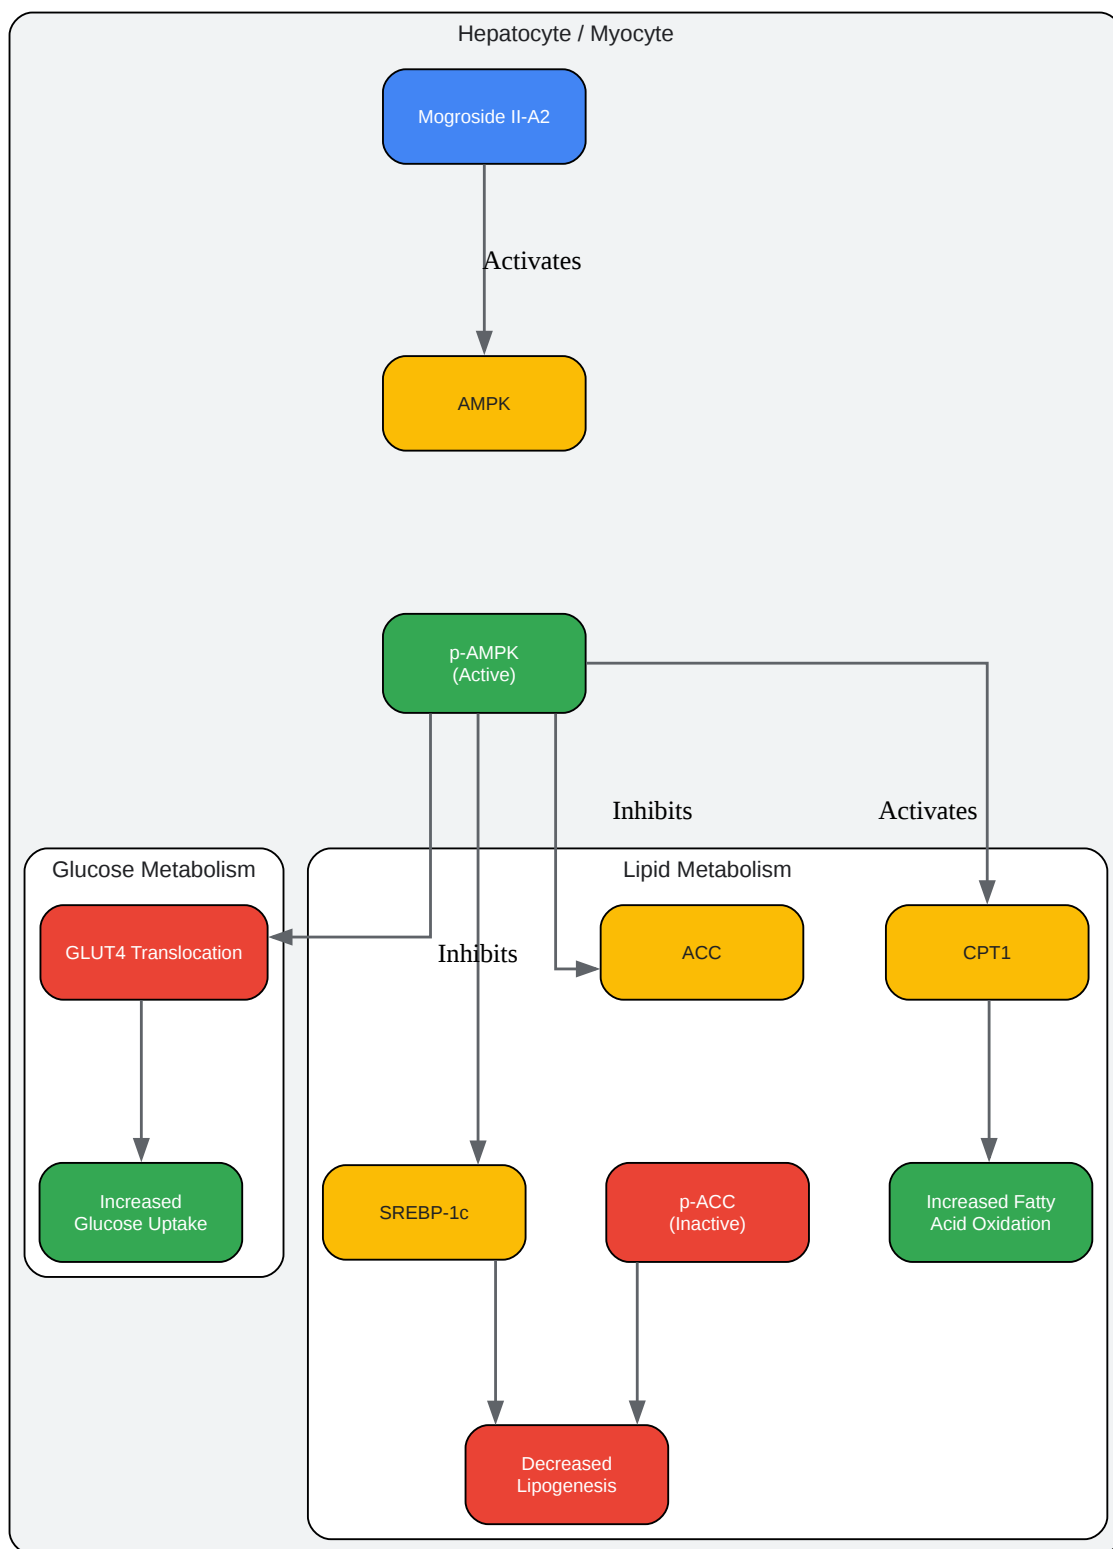 Hepatocyte / Myocyte
Mogroside II-A2
Activates
AMPK
p-AMPK
(Active)
Inhibits
Activates
Glucose Metabolism
Lipid Metabolism
GLUT4 Translocation
Inhibits
ACC
CPT1
Increased
Glucose Uptake
SREBP-1c
p-ACC
(Inactive)
Increased Fatty
Acid Oxidation
Decreased
Lipogenesis